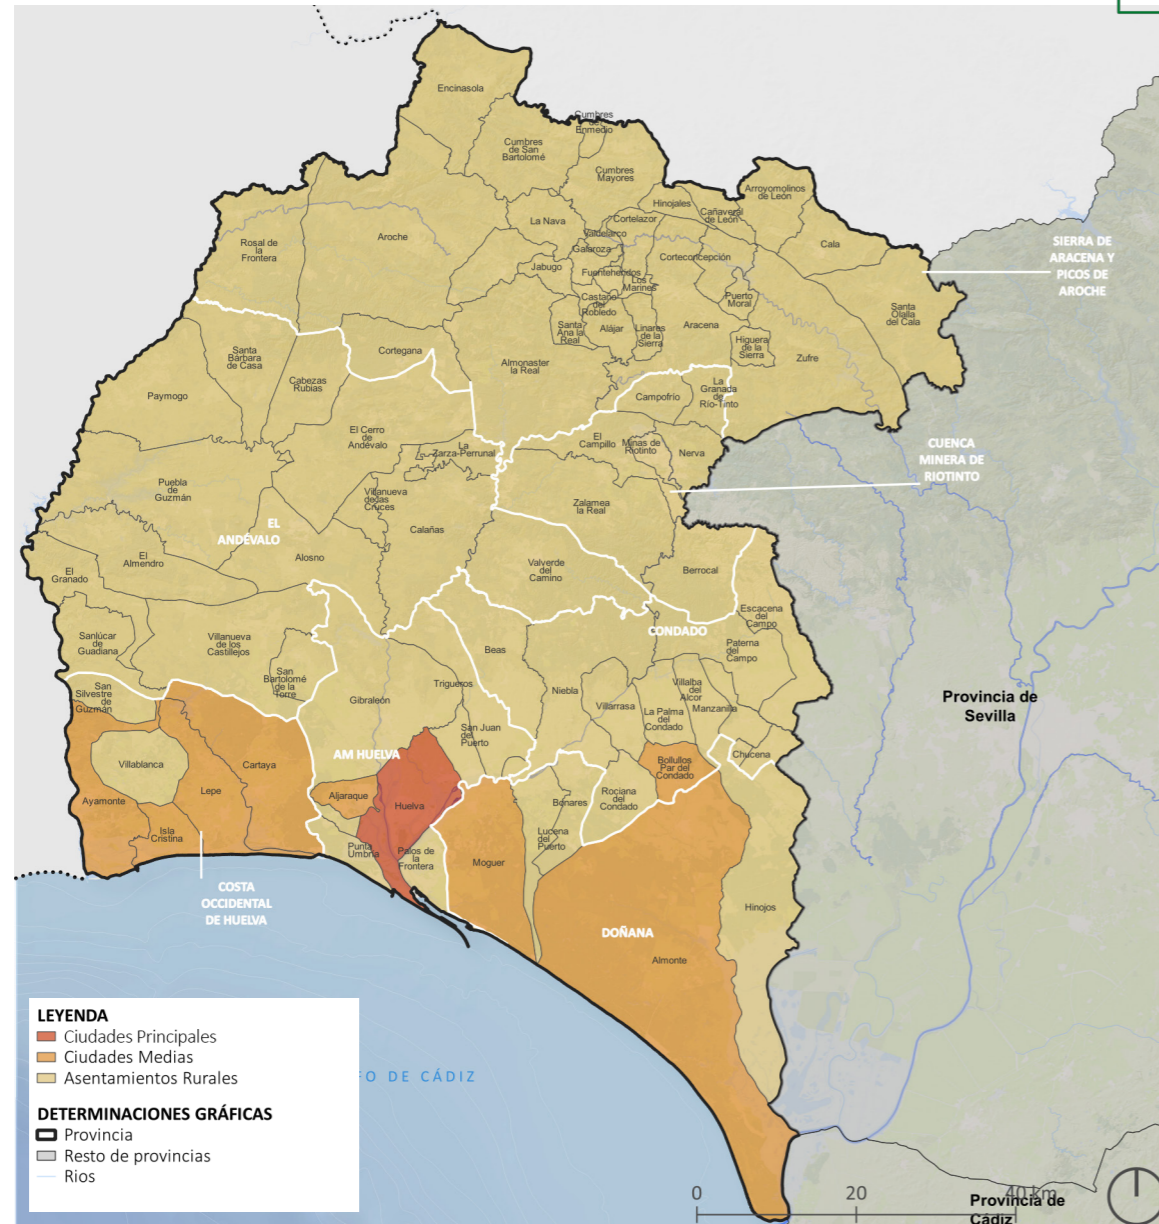 Encinasola
Cumbres
de
Enmedio
Cumbres
de San
Bartolomé
Cumbres
Mayores
Arroyomolinos
de León
Hinojales
Cañaveral
de León
La Nava
Cortelazor
Rosal de
la
Frontera
Aroche
Valdelarco
Cala
Galaroza
Corteconcepción
SIERRA DE
ARACENA Y
PICOS DE
AROCHE
Jabugo
Fuenteheridos
Los
Marines
Castaño
del
Robledo
Puerto
Moral
Santa
Olalla
del Cala
Santa
Ana la
Real
Alájar
Linares
de la
Sierra
Aracena
Higuera
de la
Sierra
Zufre
Santa
Bárbara
de Casa
Cortegana
Almonaster
la Real
Paymogo
Cabezas
Rubias
Campofrío
La
Granada
de
Río-Tinto
El Cerro
de
Andévalo
La
Zarza-Perrunal
El
Campillo
Minas de
Riotinto
Nerva
CUENCA
MINERA DE
RIOTINTO
Puebla
de
Guzmán
Villanueva
de las
Cruces
Zalamea
la Real
EL
ANDÉVALO
Calañas
El
Almendro
Alosno
El
Granado
Valverde
del
Camino
Berrocal
Escacena
del
Campo
Sanlúcar
de
Guadiana
Villanueva
de los
Castillejos
CONDADO
Beas
Paterna
del
Campo
San
Bartolomé
de la
Torre
San
Silvestre
de
Guzmán
Gibraleón
Trigueros
Niebla
Villalba
del
Alcor
Villarrasa
La Palma
del
Condado
Manzanilla
Provincia de
Sevilla
San Juan
del
Puerto
AM HUELVA
Chucena
Villablanca
Cartaya
Bollullos
Par del
Condado
Ayamonte
Lepe
Aljaraque
Huelva
Bonares
Rociana
del
Condado
Isla
Cristina
Punta
Umbría
Palos de
la
Frontera
Moguer
Lucena
del
Puerto
COSTA
OCCIDENTAL
DE HUELVA
Hinojos
DOÑANA
Almonte
LEYENDA
Ciudades Principales
Ciudades Medias
Asentamientos Rurales
FO DE CÁDIZ
DETERMINACIONES GRÁFICAS
Provincia
Resto de provincias
Rios
0 20 40 km
Provincia de
Cádiz